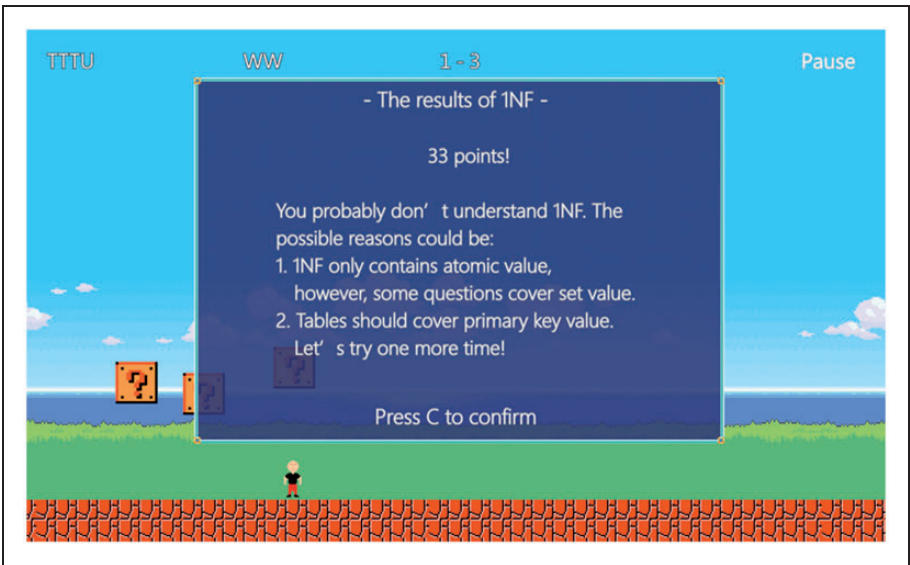 TTTU WW 1-3 Pause
- The results of 1NF -
33 points!
You probably don' t understand 1NF. The
possible reasons could be:
1. 1NF only contains atomic value,
however, some questions cover set value.
2. Tables should cover primary key value.
Let' s try one more time!
Press C to confirm